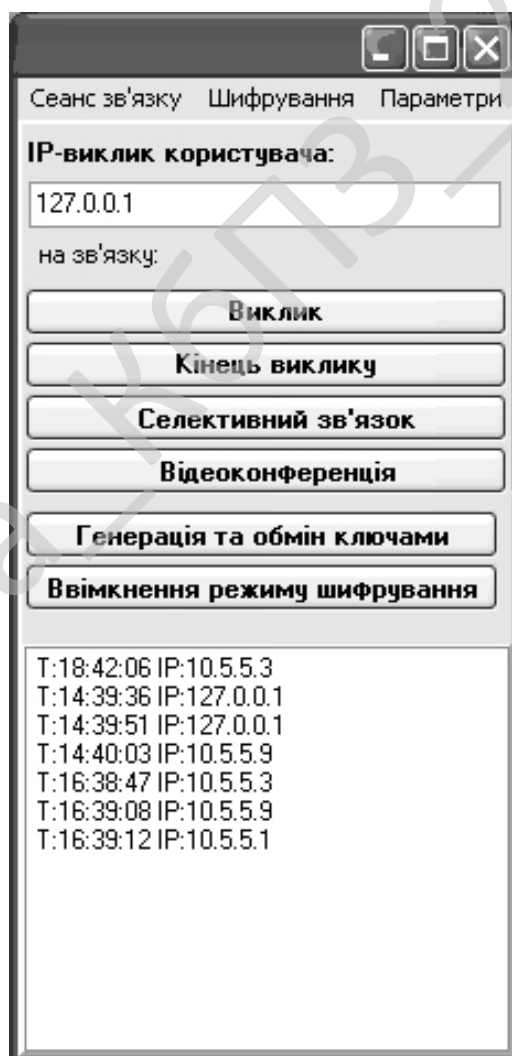 Сеанс зв'язку Шифрування Параметри
IP-виклик користувача:
127.0.0.1
на зв'язку:
Виклик
Кінець виклику
Селективний зв'язок
Відеоконференція
Генерація та обмін ключами
Ввімкнення режиму шифрування
T:18:42:06 IP:10.5.5.3
T:14:39:36 IP:127.0.0.1
T:14:39:51 IP:127.0.0.1
T:14:40:03 IP:10.5.5.9
T:16:38:47 IP:10.5.5.3
T:16:39:08 IP:10.5.5.9
T:16:39:12 IP:10.5.5.1